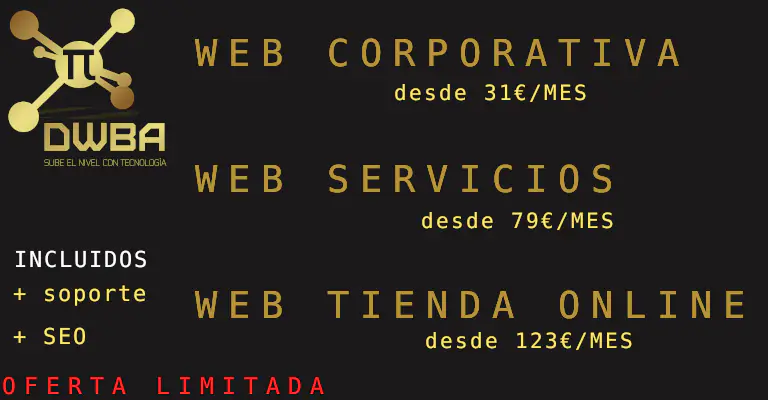 π
DWBA
SUBE EL NIVEL CON TECNOLOGÍA
WEB CORPORATIVA
desde 31€/MES
WEB SERVICIOS
desde 79€/MES
INCLUIDOS
+ soporte
+ SEO
WEB TIENDA ONLINE
desde 123€/MES
OFERTA LIMITADA